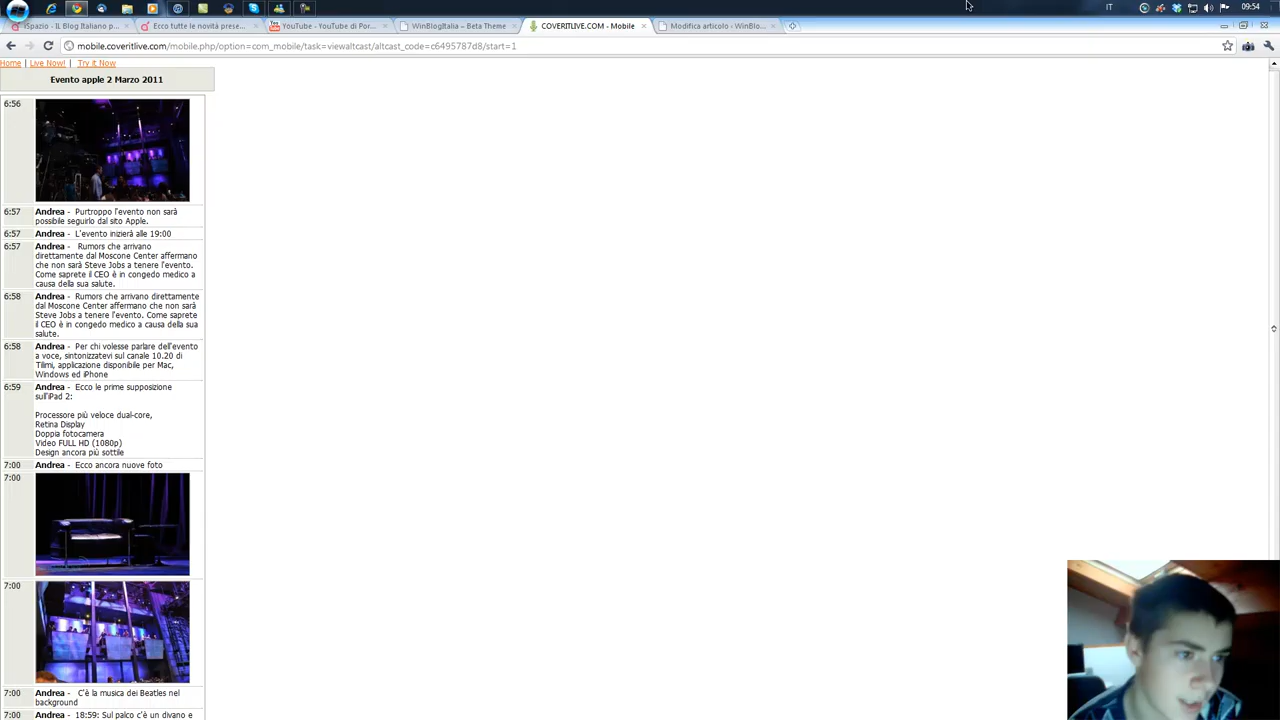 IT 09:54
iSpazio - IL Blog Italiano p...
Ecco tutte le novità prese...
YouTube - YouTube di Por...
WinBlogItalia – Beta Theme
COVERITLIVE.COM - Mobile
Modifica articolo ‹ WinBlo...
mobile.coveritlive.com/mobile.php/option=com_mobile/task=viewaltcast/altcast_code=c6495787d8/start=1
Home | Live Now! | Try it Now
Evento apple 2 Marzo 2011
6:56
6:57 Andrea - Purtroppo l'evento non sarà
possibile seguirlo dal sito Apple.
6:57 Andrea - L'evento inizierà alle 19:00
6:57 Andrea - Rumors che arrivano
direttamente dal Moscone Center affermano
che non sarà Steve Jobs a tenere l'evento.
Come saprete il CEO è in congedo medico a
causa della sua salute.
6:58 Andrea - Rumors che arrivano direttamente
dal Moscone Center affermano che non sarà
Steve Jobs a tenere l'evento. Come saprete
il CEO è in congedo medico a causa della sua
salute.
6:58 Andrea - Per chi volesse parlare dell'evento
a voce, sintonizzatevi sul canale 10.20 di
Tilimi, applicazione disponibile per Mac,
Windows ed iPhone
6:59 Andrea - Ecco le prime supposizione
sull'iPad 2:
Processore più veloce dual-core,
Retina Display
Doppia fotocamera
Video FULL HD (1080p)
Design ancora più sottile
7:00 Andrea - Ecco ancora nuove foto
7:00
7:00
7:00 Andrea - C'è la musica dei Beatles nel
background
7:00 Andrea - 18:59: Sul palco c'è un divano e